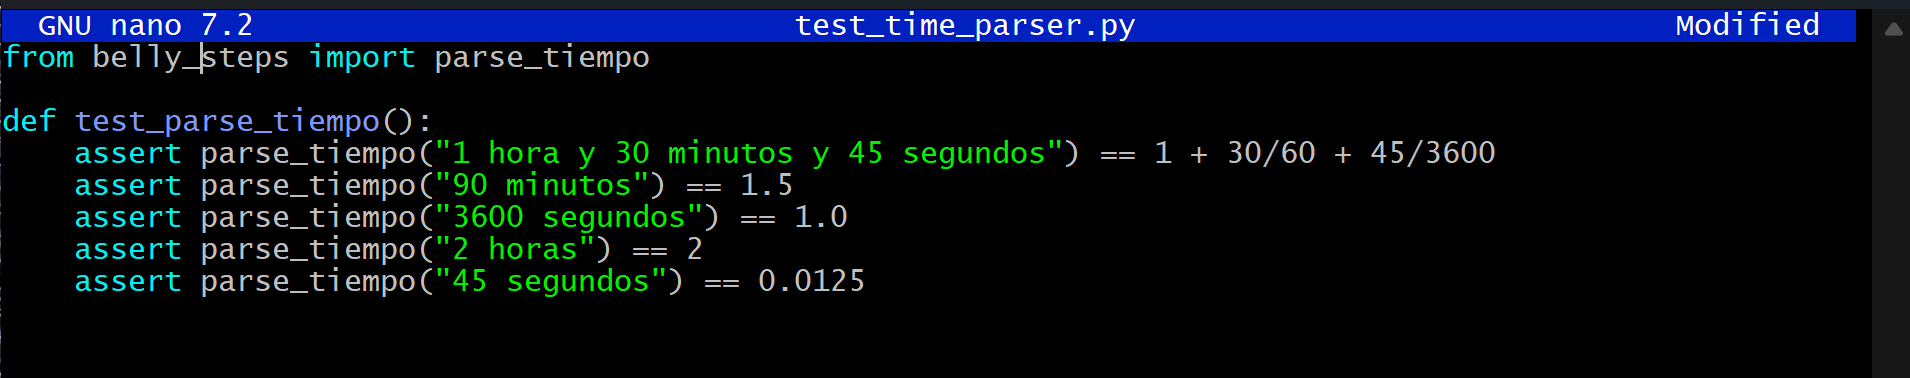 GNU nano 7.2 test_time_parser.py Modified
from belly_steps import parse_tiempo
def test_parse_tiempo():
    assert parse_tiempo("1 hora y 30 minutos y 45 segundos") == 1 + 30/60 + 45/3600
    assert parse_tiempo("90 minutos") == 1.5
    assert parse_tiempo("3600 segundos") == 1.0
    assert parse_tiempo("2 horas") == 2
    assert parse_tiempo("45 segundos") == 0.0125